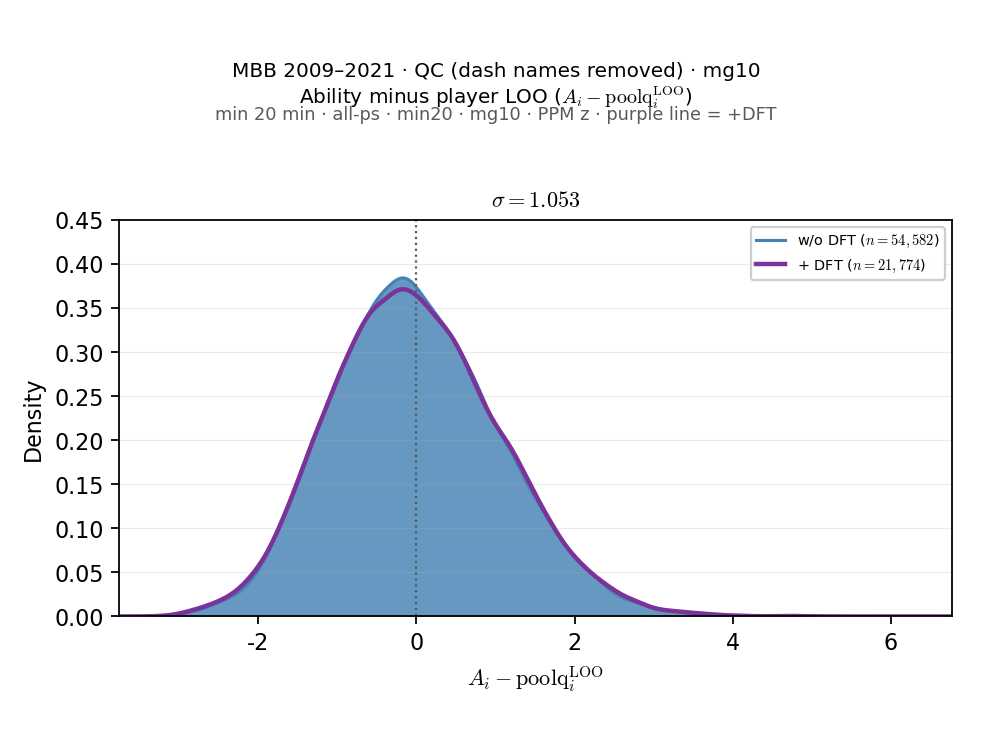 MBB 2009–2021 · QC (dash names removed) · mg10
Ability minus player LOO (A_i − poolq_i^LOO)
min 20 min · all-ps · min20 · mg10 · PPM z · purple line = +DFT
σ = 1.053
0.45
0.40
0.35
0.30
0.25
0.20
0.15
0.10
0.05
0.00
Density
w/o DFT (n = 54,582)
+ DFT (n = 21,774)
-2
0
2
4
6
A_i − poolq_i^LOO